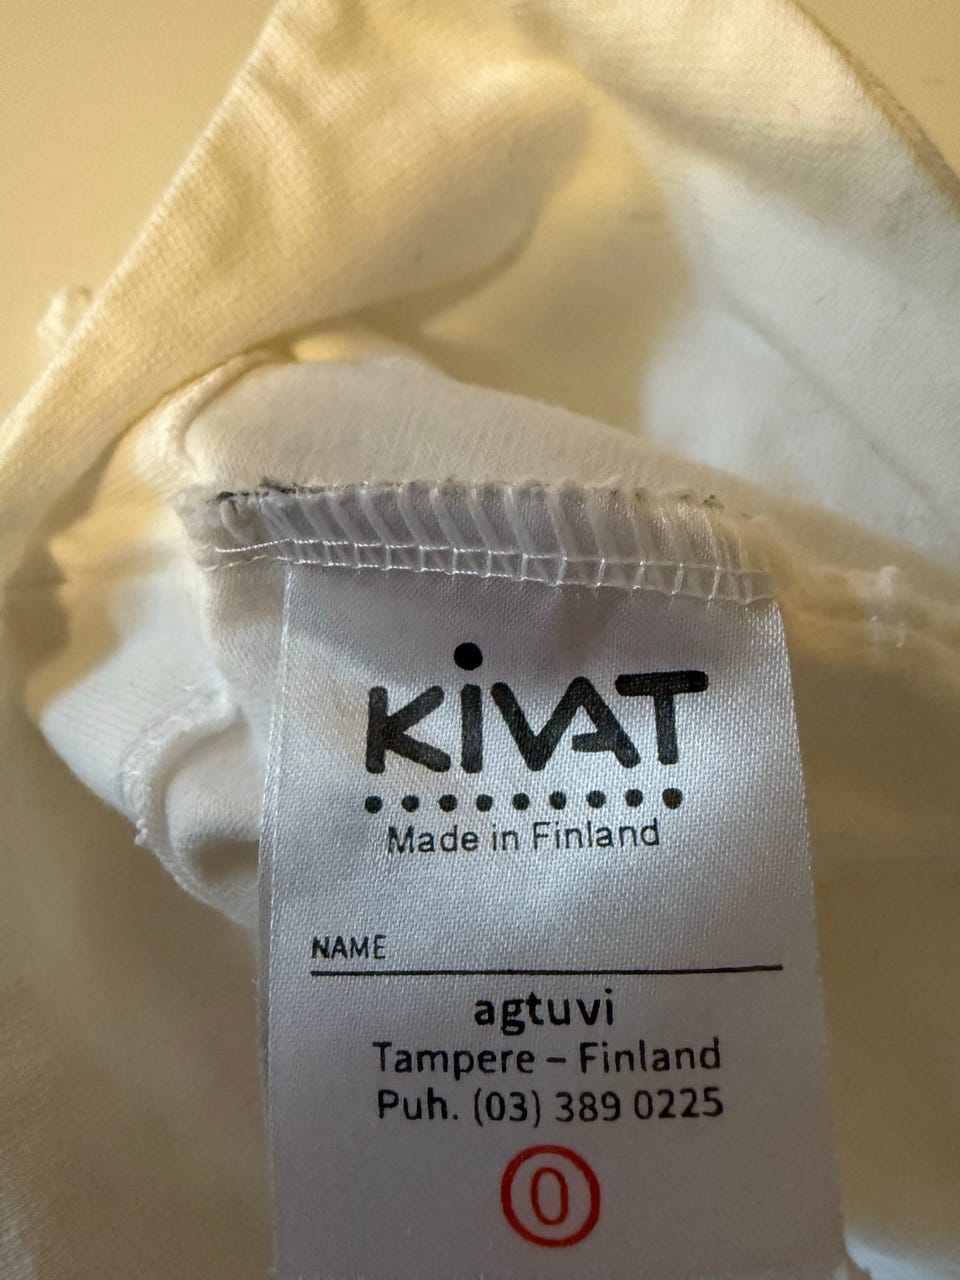 KiVAT
Made in Finland
NAME
agtuvi
Tampere – Finland
Puh. (03) 389 0225
0